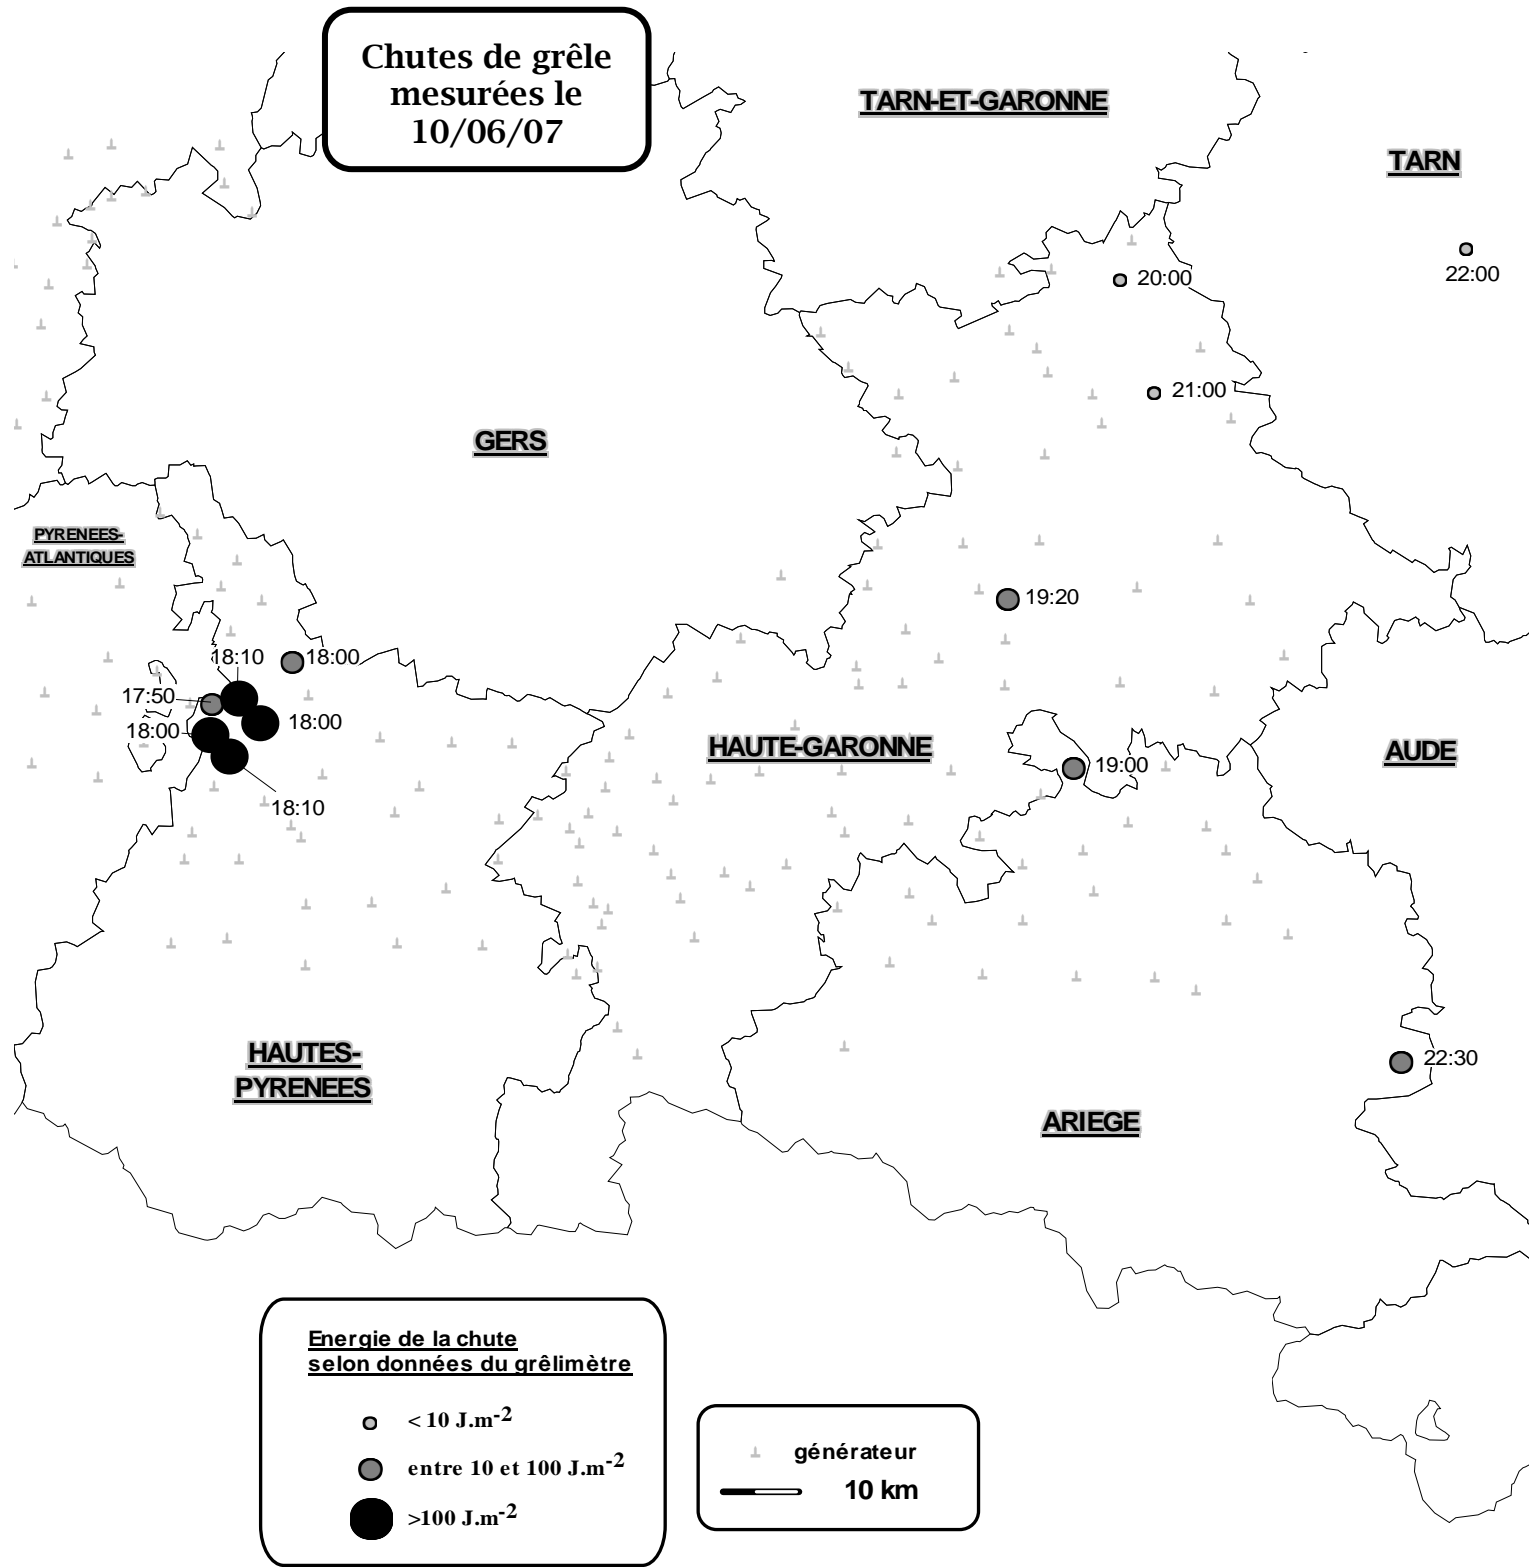 Chutes de grêle
mesurées le
10/06/07
TARN-ET-GARONNE
TARN
22:00
20:00
21:00
GERS
PYRENEES-
ATLANTIQUES
19:20
18:10
18:00
17:50
18:00
18:00
18:10
HAUTE-GARONNE
AUDE
19:00
HAUTES-
PYRENEES
22:30
ARIEGE
Energie de la chute
selon données du grêlimètre
< 10 J.m-2
entre 10 et 100 J.m-2
>100 J.m-2
générateur
10 km